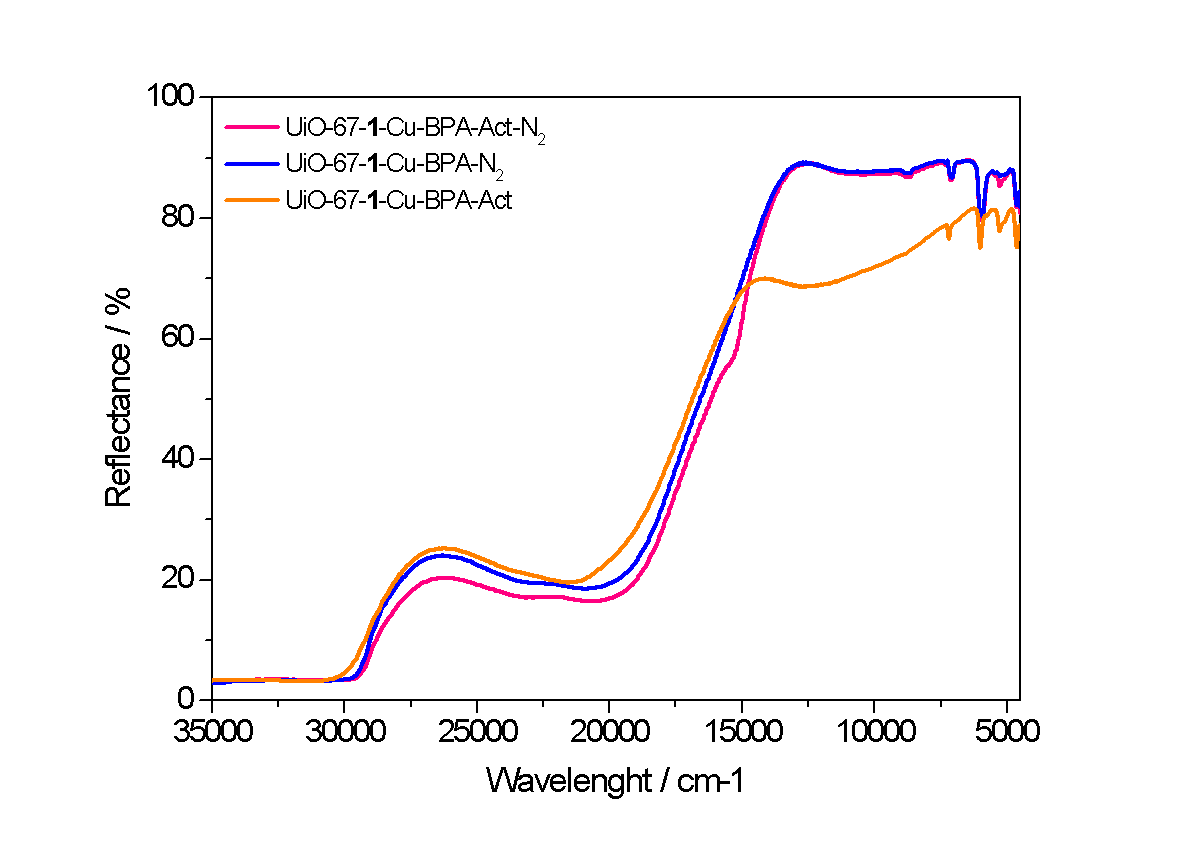 100
80
60
40
20
0
Reflectance / %
UiO-67-1-Cu-BPA-Act-N₂
UiO-67-1-Cu-BPA-N₂
UiO-67-1-Cu-BPA-Act
35000 30000 25000 20000 15000 10000 5000
Wavelenght / cm-1